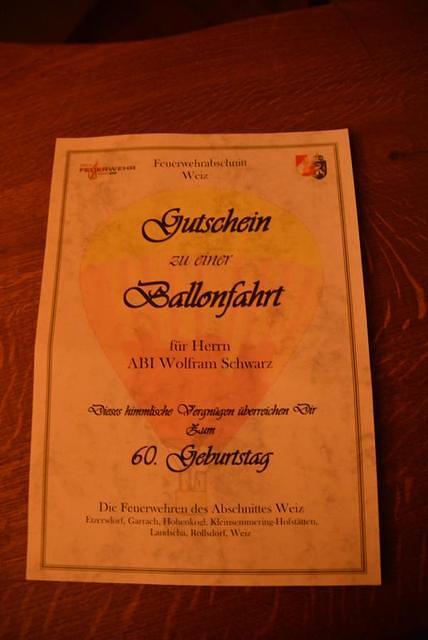 FEUERWEHR
Feuerwehrabschnitt
Weiz
Gutschein
zu einer
Ballonfahrt
für Herrn
ABI Wolfram Schwarz
Dieses himmlische Vergnügen überreichen Dir
Zum
60. Geburtstag
Die Feuerwehren des Abschnittes Weiz
Etzersdorf, Garrach, Hohenkogl, Kleinsemmering-Hofstätten,
Landscha, Rollsdorf, Weiz